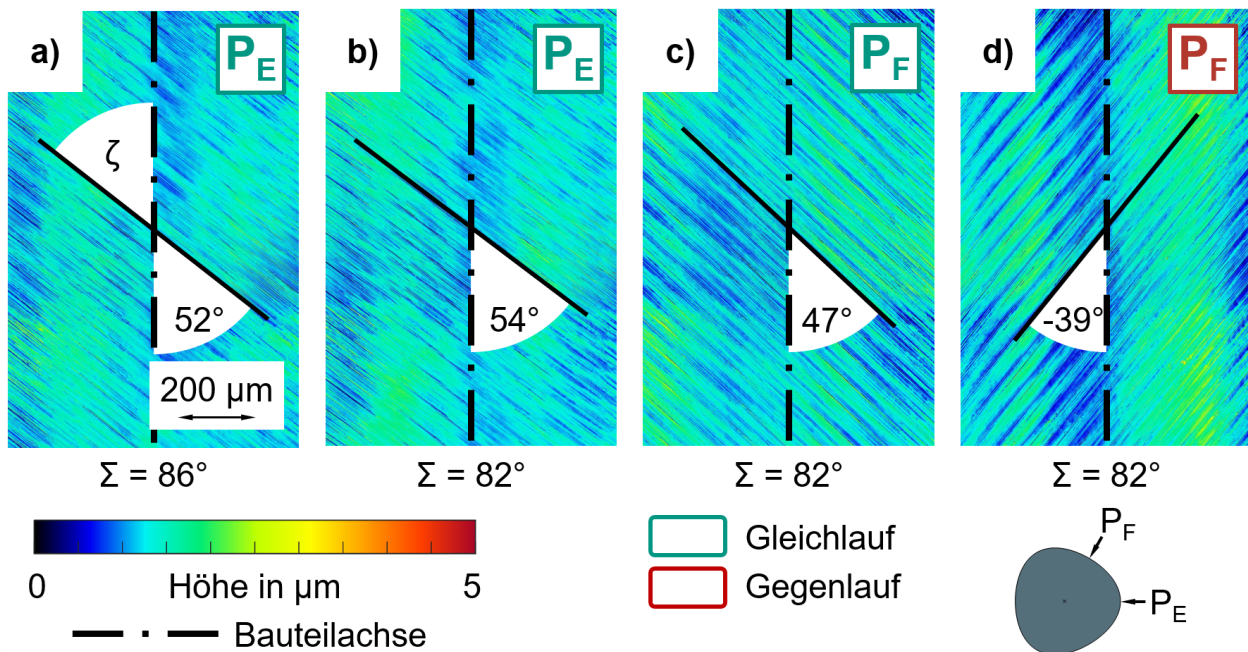 a)
P_E
ζ
52°
200 µm
Σ = 86°
b)
P_E
54°
Σ = 82°
c)
P_F
47°
Σ = 82°
d)
P_F
-39°
Σ = 82°
0 Höhe in µm 5
Bauteilachse
Gleichlauf
Gegenlauf
P_F
P_E